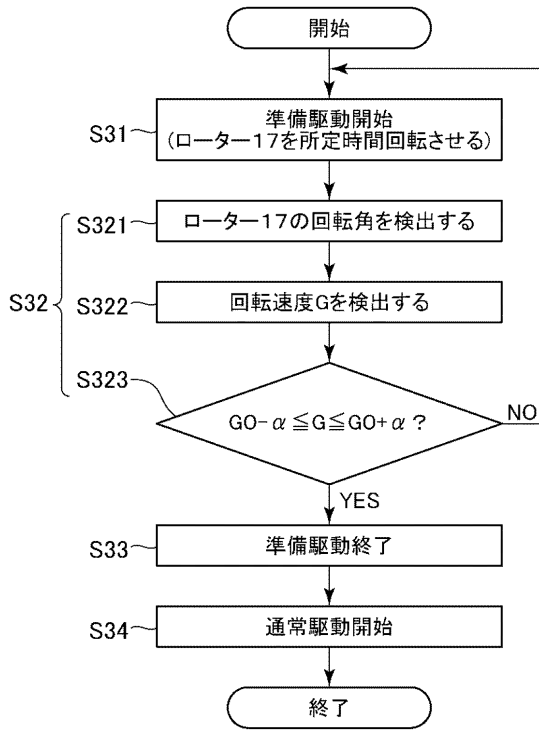 開始
S31
準備駆動開始
(ローター17を所定時間回転させる)
S32
S321
ローター17の回転角を検出する
S322
回転速度Gを検出する
S323
G0-α≦G≦G0+α?
NO
YES
S33
準備駆動終了
S34
通常駆動開始
終了